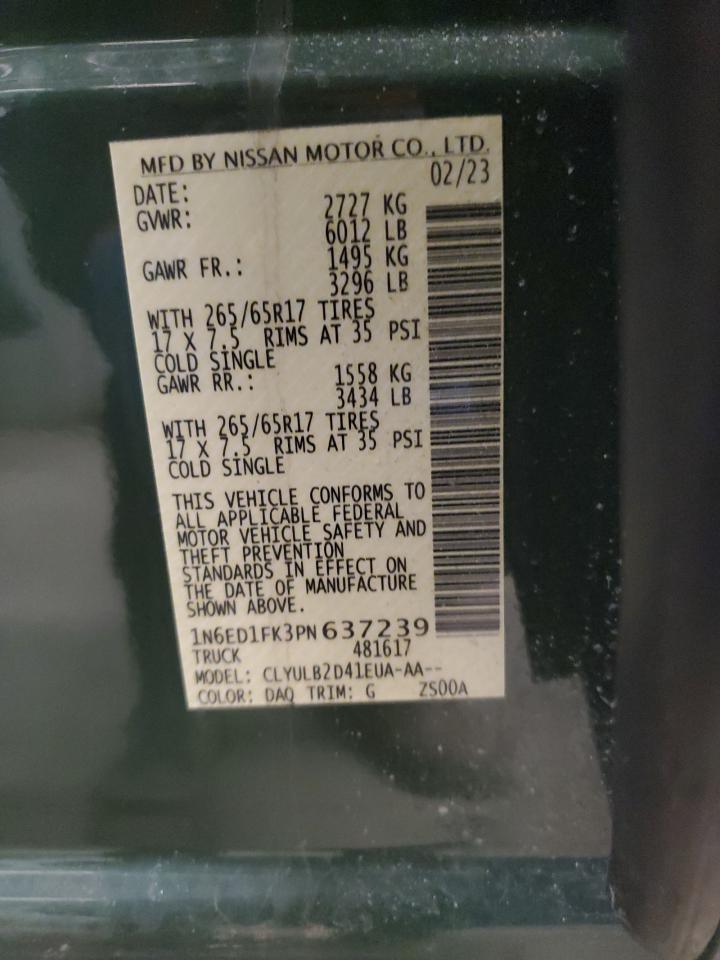 MFD BY NISSAN MOTOR CO., LTD.
DATE: 02/23
GVWR: 2727 KG
6012 LB
GAWR FR.: 1495 KG
3296 LB
WITH 265/65R17 TIRES
17 X 7.5 RIMS AT 35 PSI
COLD SINGLE
GAWR RR.: 1558 KG
3434 LB
WITH 265/65R17 TIRES
17 X 7.5 RIMS AT 35 PSI
COLD SINGLE
THIS VEHICLE CONFORMS TO
ALL APPLICABLE FEDERAL
MOTOR VEHICLE SAFETY AND
THEFT PREVENTION
STANDARDS IN EFFECT ON
THE DATE OF MANUFACTURE
SHOWN ABOVE.
1N6ED1FK3PN637239
TRUCK 481617
MODEL: CLYULB2D41EUA-AA--
COLOR: DAQ TRIM: G ZS00A